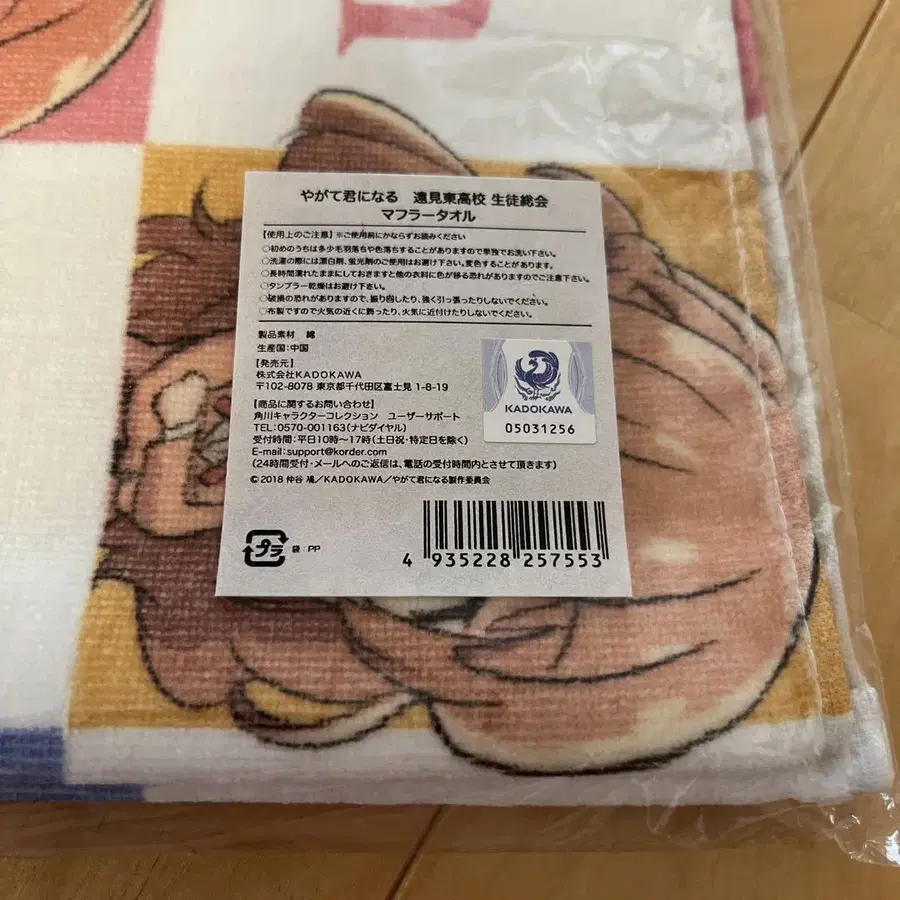 やがて君になる 遠見東高校 生徒総会
マフラータオル
【使用上のご注意】※ご使用前にかならずお読みください
○初めのうちは多少毛羽落ちや色落ちすることがありますので単独でお洗い下さい。
○洗濯の際には漂白剤、蛍光剤のご使用はお避け下さい。変色することがあります。
○長時間濡れたままにしておきますと他の衣料に色が移る恐れがありますのでご注意下さい。
○タンブラー乾燥はお避け下さい。
○破損の恐れがありますので、振り回したり、強く引っ張ったりしないでください。
○布製ですので火気の近くに飾ったり、火気に近付けたりしないでください。
製品素材 綿
生産国:中国
【発売元】
株式会社KADOKAWA
〒102-8078 東京都千代田区富士見 1-8-19
【商品に関するお問い合わせ】
角川キャラクターコレクション ユーザーサポート
TEL:0570-001163(ナビダイヤル)
受付時間:平日10時〜17時(土日祝・特定日を除く)
E-mail:support@korder.com
(24時間受付・メールへのご返信は、電話の受付時間内とさせて頂きます)
© 2018 仲谷 鳰/KADOKAWA/やがて君になる製作委員会
KADOKAWA
05031256
プラ 袋:PP
4 935228 257553